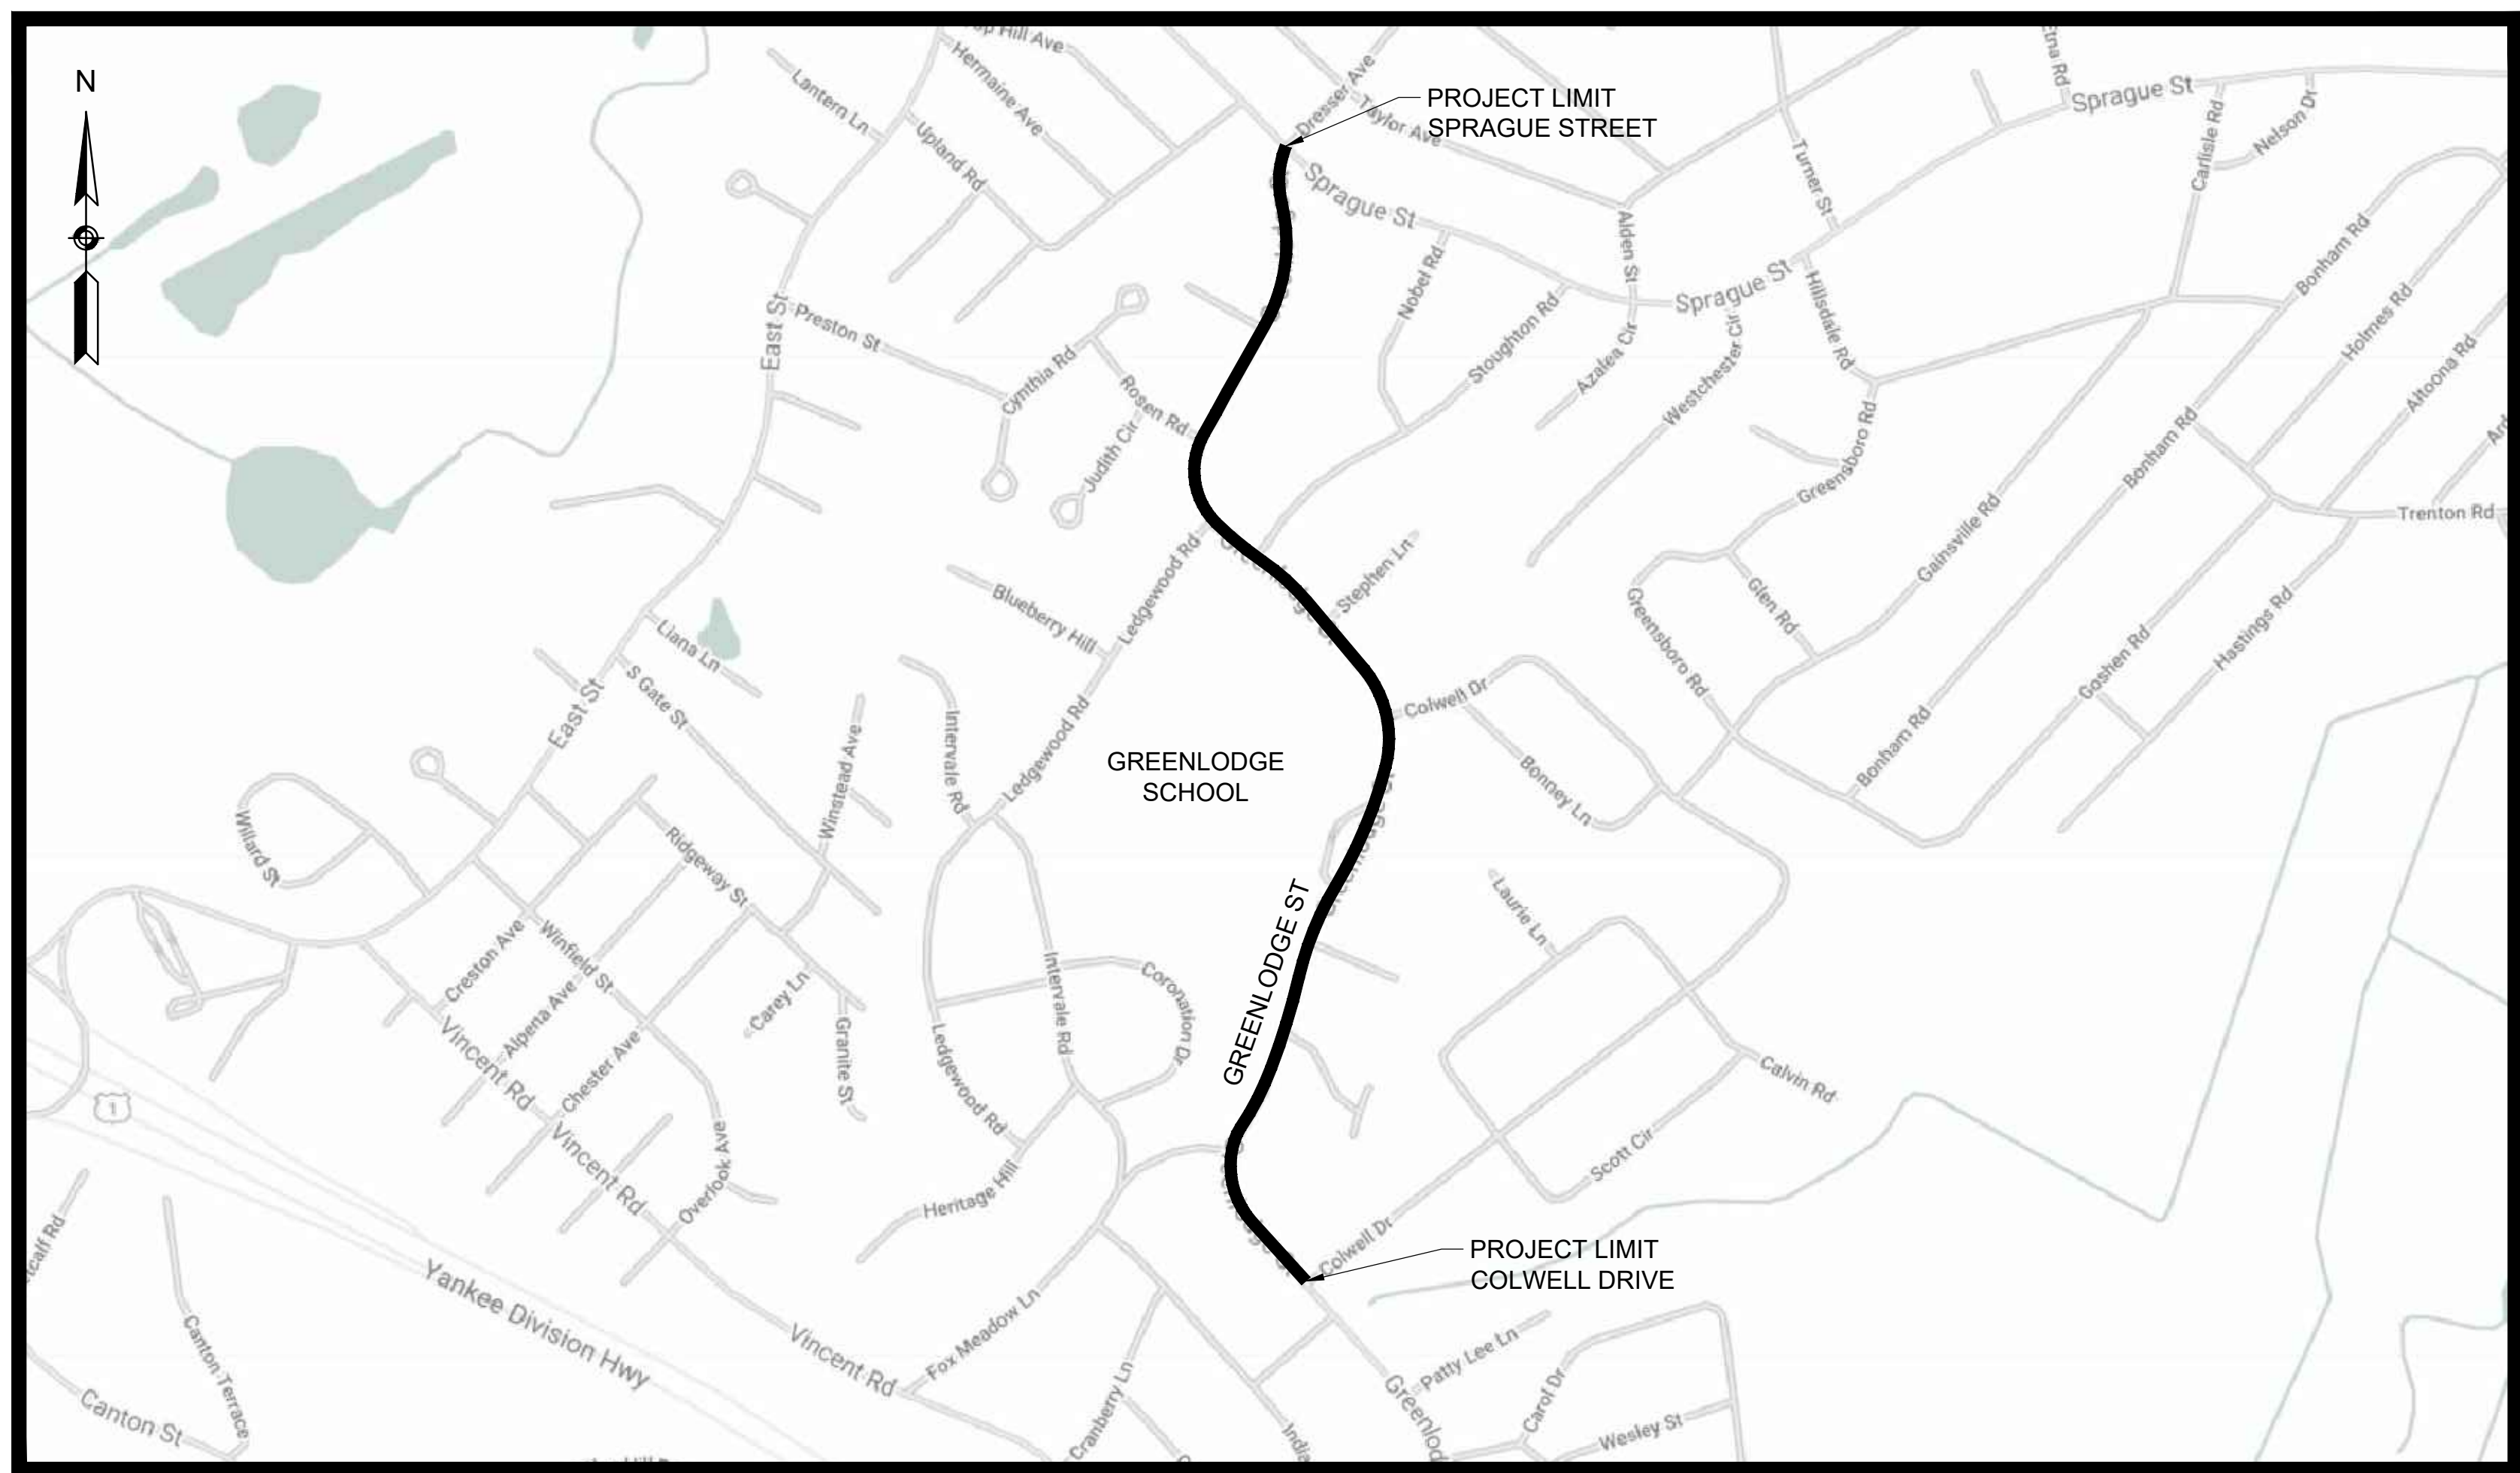 N
Hermaine Ave
Lantern Ln
Upland Rd
Dresser Ave
Taylor Ave
PROJECT LIMIT
SPRAGUE STREET
Sprague St
Sprague St
Sprague St
Turner St
Carlisle Rd
Nelson Dr
Alden St
Nobel Rd
Stoughton Rd
Azalea Cir
Westchester Cir
Hillsdale Rd
Greensboro Rd
Bonham Rd
Holmes Rd
Altoona Rd
East St
Preston St
Cynthia Rd
Rosen Rd
Judith Cir
Bonham Rd
Trenton Rd
Gainsville Rd
Glen Rd
Greensboro Rd
Goshen Rd
Hastings Rd
Bonham Rd
Ledgewood Rd
Blueberry Hill
Stephen Ln
Liana Ln
S Gate St
East St
Colwell Dr
Bonney Ln
Intervale Rd
Ledgewood Rd
Winstead Ave
GREENLODGE
SCHOOL
Willard St
Ridgeway St
Laurie Ln
GREENLODGE ST
Creston Ave
Winfield St
Alpena Ave
Carey Ln
Granite St
Intervale Rd
Coronation Dr
Ledgewood Rd
Vincent Rd
Chester Ave
Calvin Rd
Scott Cir
1
Vincent Rd
Overlook Ave
Heritage Hill
Colwell Dr
PROJECT LIMIT
COLWELL DRIVE
Yankee Division Hwy
Canton Terrace
Canton St
Vincent Rd
Fox Meadow Ln
Cranberry Ln
Patty Lee Ln
Carol Dr
Wesley St